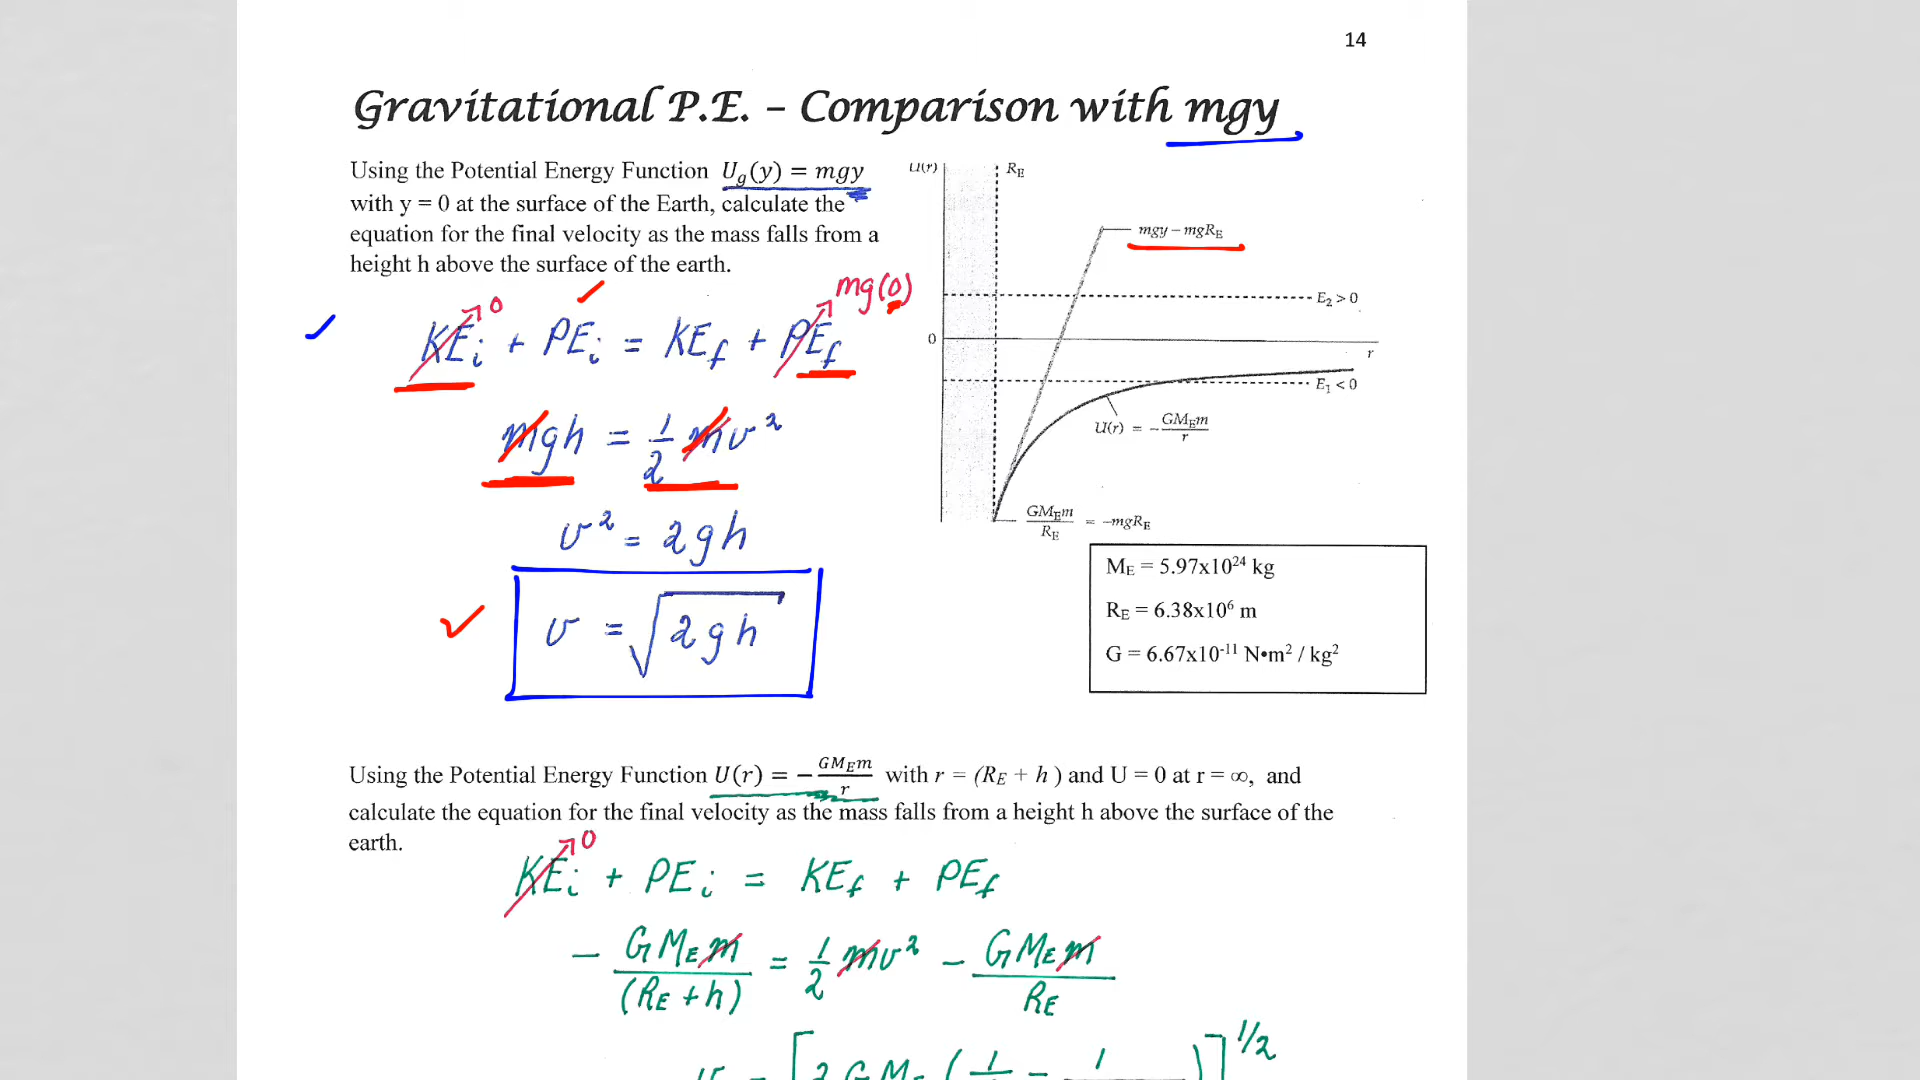 14
Gravitational P.E. – Comparison with mgy
Using the Potential Energy Function U_g(y) = mgy
with y = 0 at the surface of the Earth, calculate the
equation for the final velocity as the mass falls from a
height h above the surface of the earth.
0
mg(0)
KE_i + PE_i = KE_f + PE_f
mgh = 1/2 mv²
v² = 2gh
v = √2gh
U(r)
R_E
mgy – mgR_E
E₂ > 0
0
r
E₁ < 0
U(r) = – GM_Em / r
GM_Em / R_E = –mgR_E
M_E = 5.97x10²⁴ kg
R_E = 6.38x10⁶ m
G = 6.67x10⁻¹¹ N•m² / kg²
Using the Potential Energy Function U(r) = – GM_Em / r with r = (R_E + h ) and U = 0 at r = ∞, and
calculate the equation for the final velocity as the mass falls from a height h above the surface of the
earth.
0
KE_i + PE_i = KE_f + PE_f
– GM_Em / (R_E + h) = 1/2 mv² – GM_Em / R_E